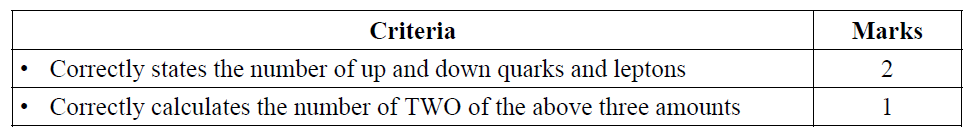 Criteria Marks
• Correctly states the number of up and down quarks and leptons 2
• Correctly calculates the number of TWO of the above three amounts 1